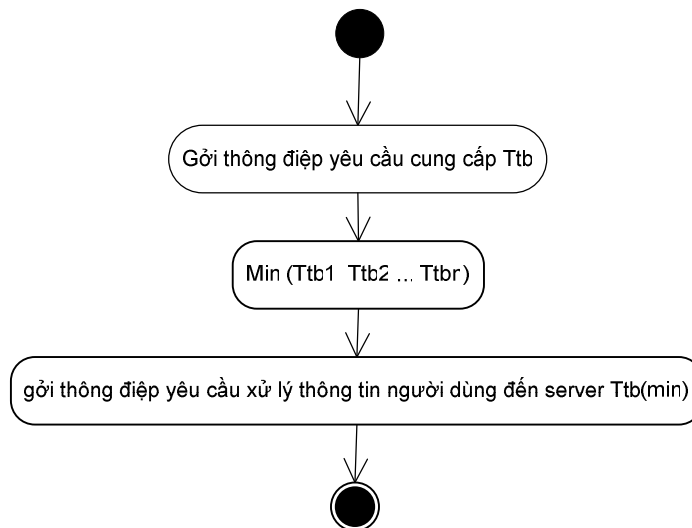 Gởi thông điệp yêu cầu cung cấp Ttb
Min (Ttb1 Ttb2 ... Ttbn)
gởi thông điệp yêu cầu xử lý thông tin người dùng đến server Ttb(min)